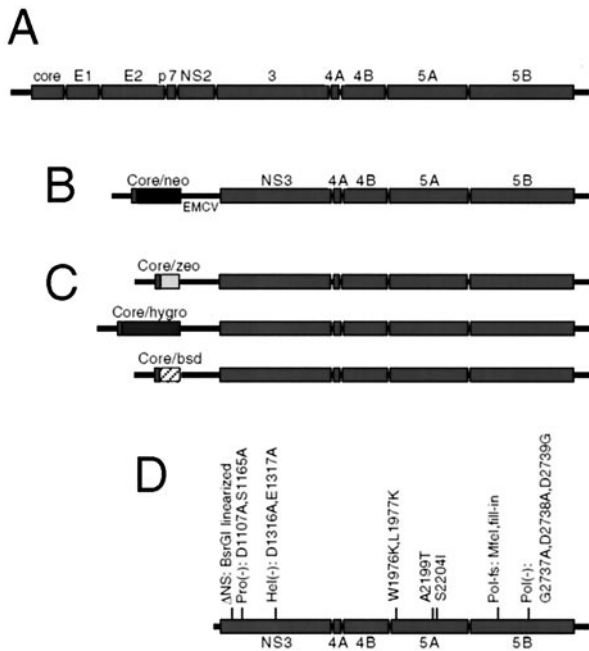 A
core E1 E2 p7 NS2 3 4A 4B 5A 5B
B
Core/neo NS3 4A 4B 5A 5B
EMCV
C
Core/zeo
Core/hygro
Core/bsd
D
ΔNS: BsrGI linearized
Pro(-): D1107A,S1165A
Hel(-): D1316A,E1317A
W1976K,L1977K
A2199T
S2204I
Pol-fs: MfeI,fill-in
Pol(-):
G2737A,D2738A,D2739G
NS3 4A 4B 5A 5B